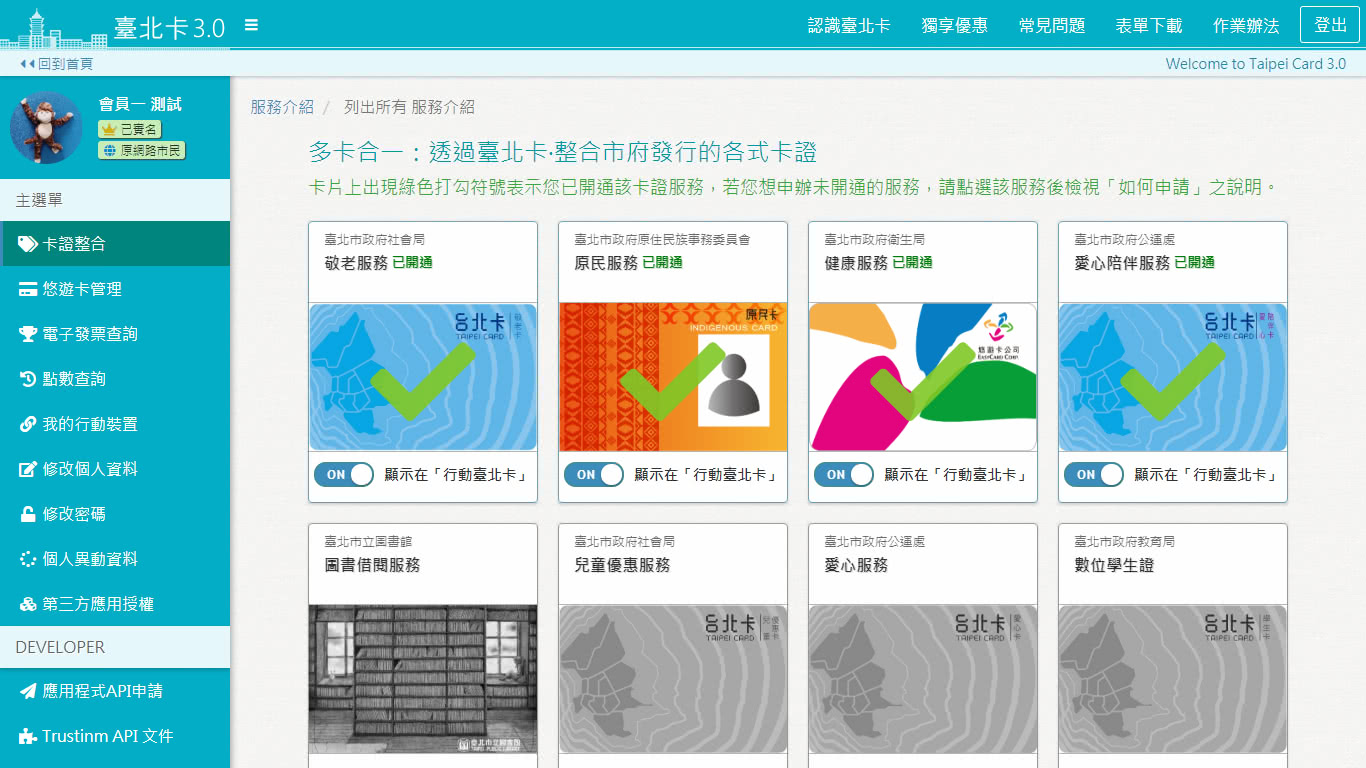 臺北卡 3.0
認識臺北卡 獨享優惠 常見問題 表單下載 作業辦法 登出
回到首頁
Welcome to Taipei Card 3.0
會員一 測試
已實名
原網路市民
主選單
卡證整合
悠遊卡管理
電子發票查詢
點數查詢
我的行動裝置
修改個人資料
修改密碼
個人異動資料
第三方應用授權
DEVELOPER
應用程式API申請
Trustinm API 文件
服務介紹 / 列出所有 服務介紹
多卡合一：透過臺北卡‧整合市府發行的各式卡證
卡片上出現綠色打勾符號表示您已開通該卡證服務，若您想申辦未開通的服務，請點選該服務後檢視「如何申請」之說明。
臺北市政府社會局
敬老服務 已開通
台北卡 敬老卡
TAIPEI CARD
ON 顯示在「行動臺北卡」
臺北市政府原住民族事務委員會
原民服務 已開通
原民卡
INDIGENOUS CARD
ON 顯示在「行動臺北卡」
臺北市政府衛生局
健康服務 已開通
悠遊卡公司
EASYCARD CORP.
ON 顯示在「行動臺北卡」
臺北市政府公運處
愛心陪伴服務 已開通
台北卡 愛心陪伴卡
TAIPEI CARD
ON 顯示在「行動臺北卡」
臺北市立圖書館
圖書借閱服務
臺北市立圖書館
TAIPEI PUBLIC LIBRARY
臺北市政府社會局
兒童優惠服務
台北卡 兒童優惠卡
TAIPEI CARD
臺北市政府公運處
愛心服務
台北卡 愛心卡
TAIPEI CARD
臺北市政府教育局
數位學生證
台北卡 學生卡
TAIPEI CARD